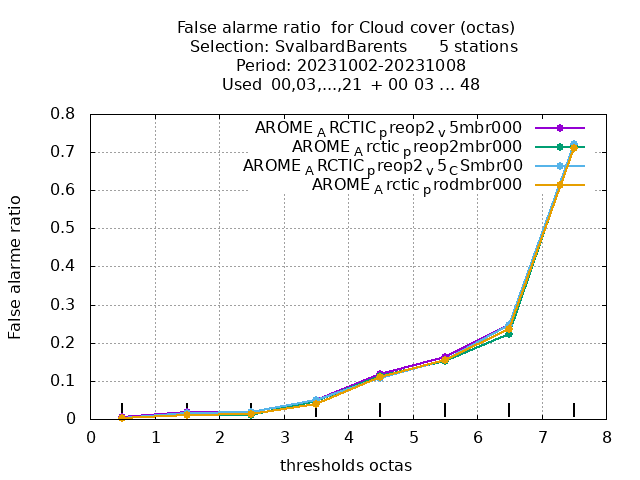 False alarme ratio  for Cloud cover (octas)
Selection: SvalbardBarents      5 stations
Period: 20231002-20231008
Used  00,03,...,21  + 00 03 ... 48
AROME_ARCTIC_preop2_v5mbr000
AROME_Arctic_preop2mbr000
AROME_ARCTIC_preop2_v5_CSmbr00
AROME_Arctic_prodmbr000
False alarme ratio
0.8
0.7
0.6
0.5
0.4
0.3
0.2
0.1
0
0 1 2 3 4 5 6 7 8
thresholds octas